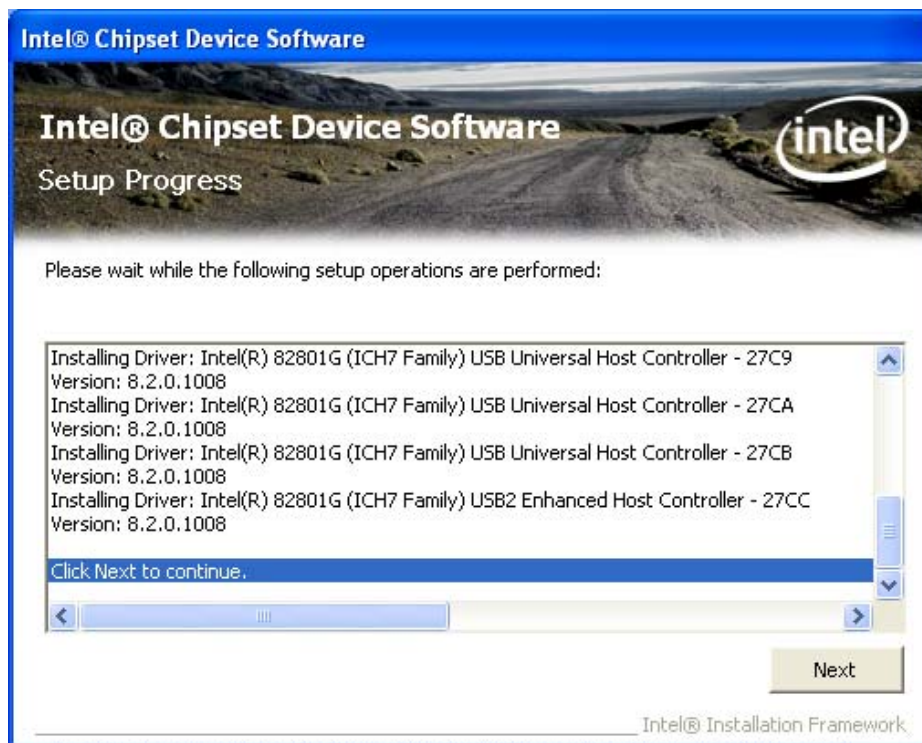 Intel® Chipset Device Software
Intel® Chipset Device Software
intel
Setup Progress
Please wait while the following setup operations are performed:
Installing Driver: Intel(R) 82801G (ICH7 Family) USB Universal Host Controller - 27C9
Version: 8.2.0.1008
Installing Driver: Intel(R) 82801G (ICH7 Family) USB Universal Host Controller - 27CA
Version: 8.2.0.1008
Installing Driver: Intel(R) 82801G (ICH7 Family) USB Universal Host Controller - 27CB
Version: 8.2.0.1008
Installing Driver: Intel(R) 82801G (ICH7 Family) USB2 Enhanced Host Controller - 27CC
Version: 8.2.0.1008
Click Next to continue.
Next
Intel® Installation Framework